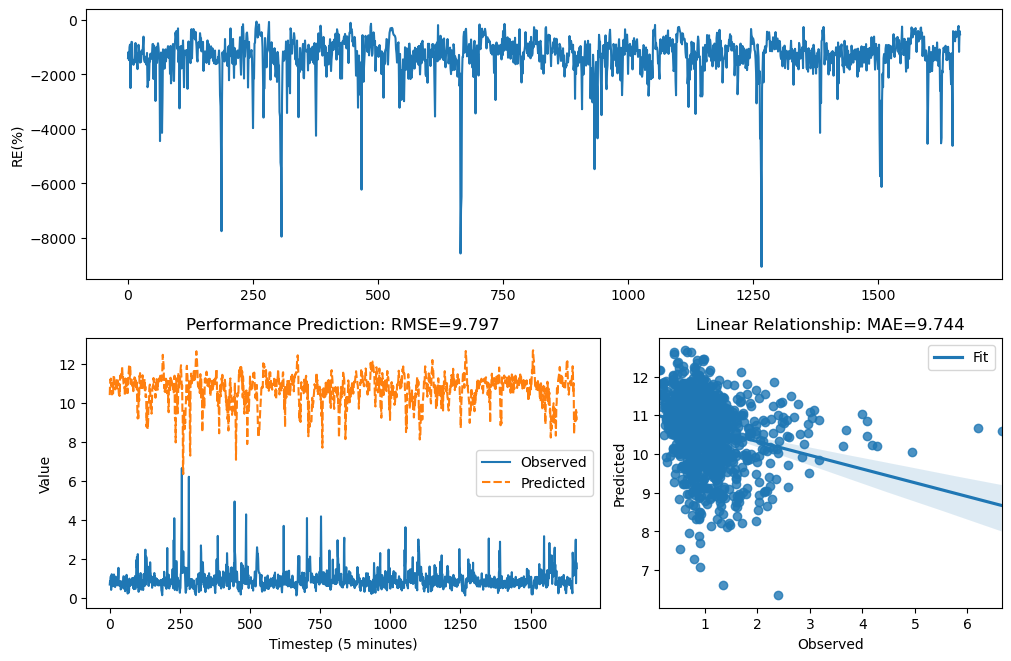 0
−2000
−4000
−6000
−8000
RE(%)
0 250 500 750 1000 1250 1500
Performance Prediction: RMSE=9.797
12
10
8
6
4
2
0
Value
Observed
Predicted
0 250 500 750 1000 1250 1500
Timestep (5 minutes)
Linear Relationship: MAE=9.744
Fit
12
11
10
9
8
7
Predicted
1 2 3 4 5 6
Observed